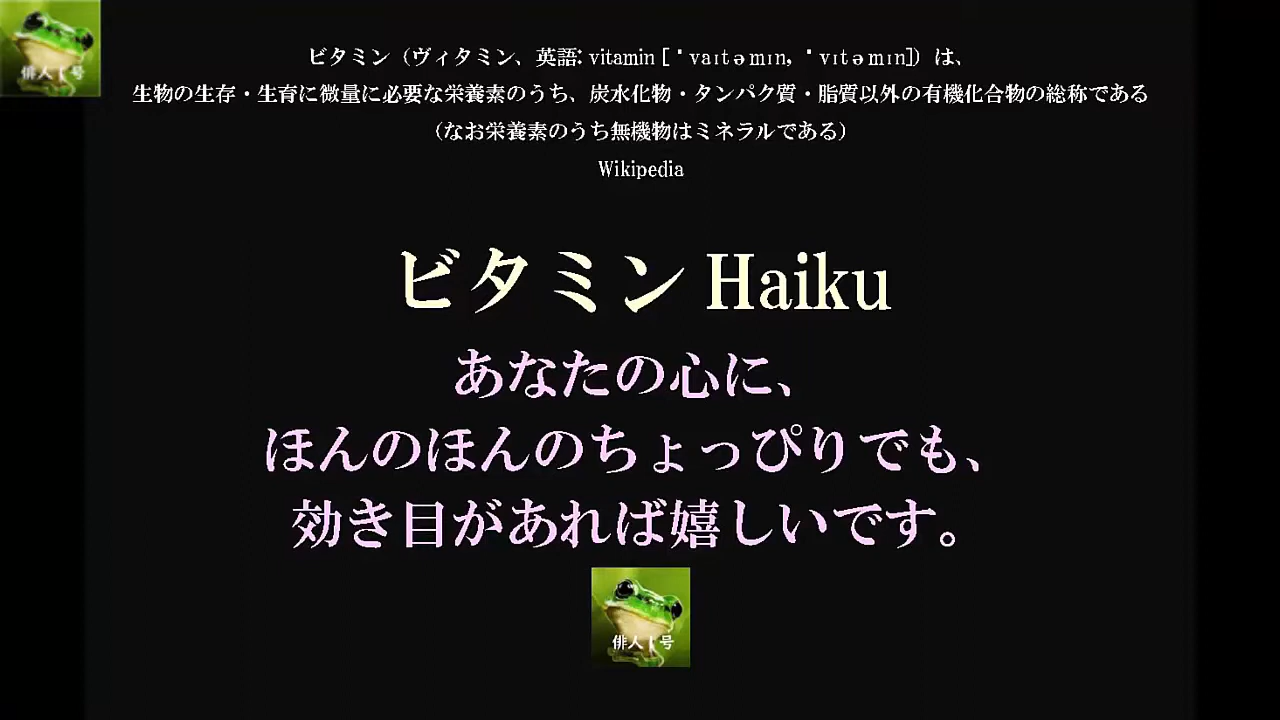 俳人1号
ビタミン（ヴィタミン、英語: vitamin [ˈvaɪtəmɪn, ˈvɪtəmɪn]）は、
生物の生存・生育に微量に必要な栄養素のうち、炭水化物・タンパク質・脂質以外の有機化合物の総称である
（なお栄養素のうち無機物はミネラルである）
Wikipedia
ビタミン Haiku
あなたの心に、
ほんのほんのちょっぴりでも、
効き目があれば嬉しいです。
俳人1号